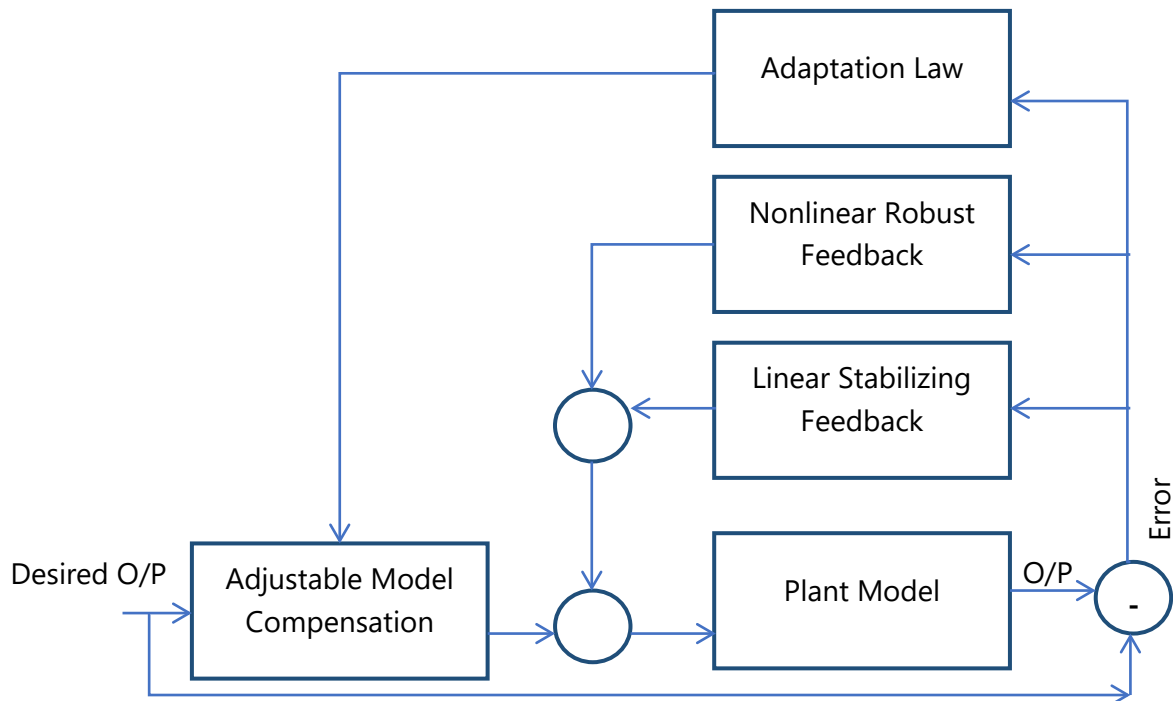 Adaptation Law
Nonlinear Robust
Feedback
Linear Stabilizing
Feedback
Error
Desired O/P
Adjustable Model
Compensation
Plant Model
O/P
-